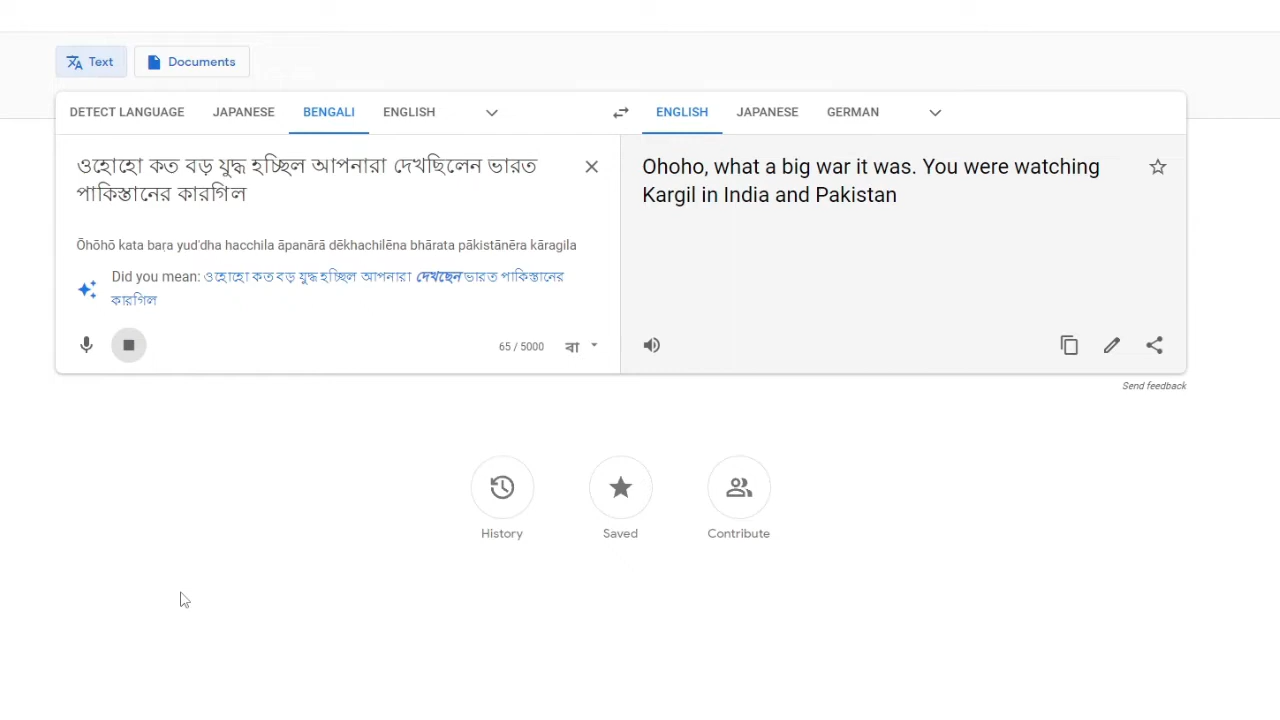 Text
Documents
DETECT LANGUAGE JAPANESE BENGALI ENGLISH
ENGLISH JAPANESE GERMAN
ওহোহো কত বড় যুদ্ধ হচ্ছিল আপনারা দেখছিলেন ভারত
পাকিস্তানের কারগিল
Ōhōhō kata baṛa yud'dha hacchila āpanārā dēkhachilēna bhārata pākistānēra kāragila
Did you mean: ওহোহো কত বড় যুদ্ধ হচ্ছিল আপনারা দেখছেন ভারত পাকিস্তানের
কারগিল
65 / 5000 বা
Ohoho, what a big war it was. You were watching
Kargil in India and Pakistan
Send feedback
History Saved Contribute